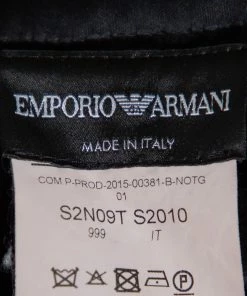 EMPORIO ARMANI
MADE IN ITALY
COM P-PROD-2015-00381-B-NOTG
01
S2N09T S2010
999 IT
P